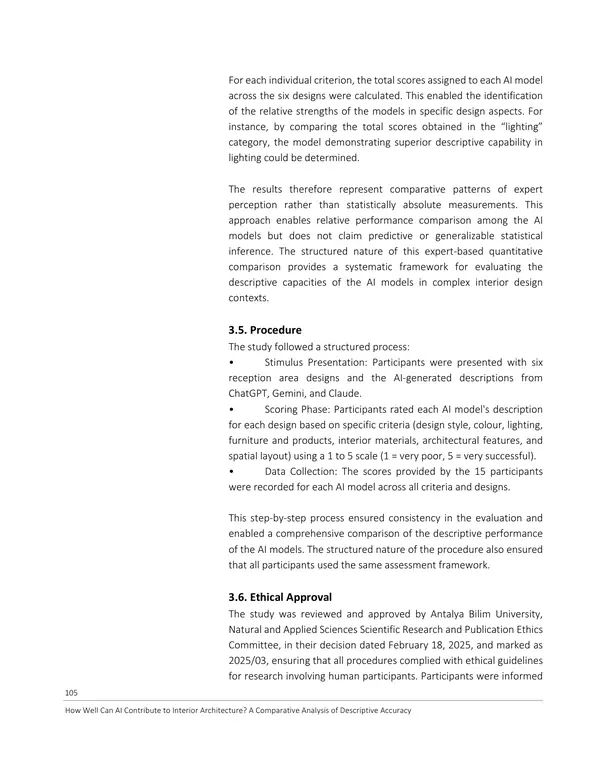 For each individual criterion, the total scores assigned to each AI model
across the six designs were calculated. This enabled the identification
of the relative strengths of the models in specific design aspects. For
instance, by comparing the total scores obtained in the “lighting”
category, the model demonstrating superior descriptive capability in
lighting could be determined.
The results therefore represent comparative patterns of expert
perception rather than statistically absolute measurements. This
approach enables relative performance comparison among the AI
models but does not claim predictive or generalizable statistical
inference. The structured nature of this expert-based quantitative
comparison provides a systematic framework for evaluating the
descriptive capacities of the AI models in complex interior design
contexts.
3.5. Procedure
The study followed a structured process:
• Stimulus Presentation: Participants were presented with six
reception area designs and the AI-generated descriptions from
ChatGPT, Gemini, and Claude.
• Scoring Phase: Participants rated each AI model's description
for each design based on specific criteria (design style, colour, lighting,
furniture and products, interior materials, architectural features, and
spatial layout) using a 1 to 5 scale (1 = very poor, 5 = very successful).
• Data Collection: The scores provided by the 15 participants
were recorded for each AI model across all criteria and designs.
This step-by-step process ensured consistency in the evaluation and
enabled a comprehensive comparison of the descriptive performance
of the AI models. The structured nature of the procedure also ensured
that all participants used the same assessment framework.
3.6. Ethical Approval
The study was reviewed and approved by Antalya Bilim University,
Natural and Applied Sciences Scientific Research and Publication Ethics
Committee, in their decision dated February 18, 2025, and marked as
2025/03, ensuring that all procedures complied with ethical guidelines
for research involving human participants. Participants were informed
105
How Well Can AI Contribute to Interior Architecture? A Comparative Analysis of Descriptive Accuracy